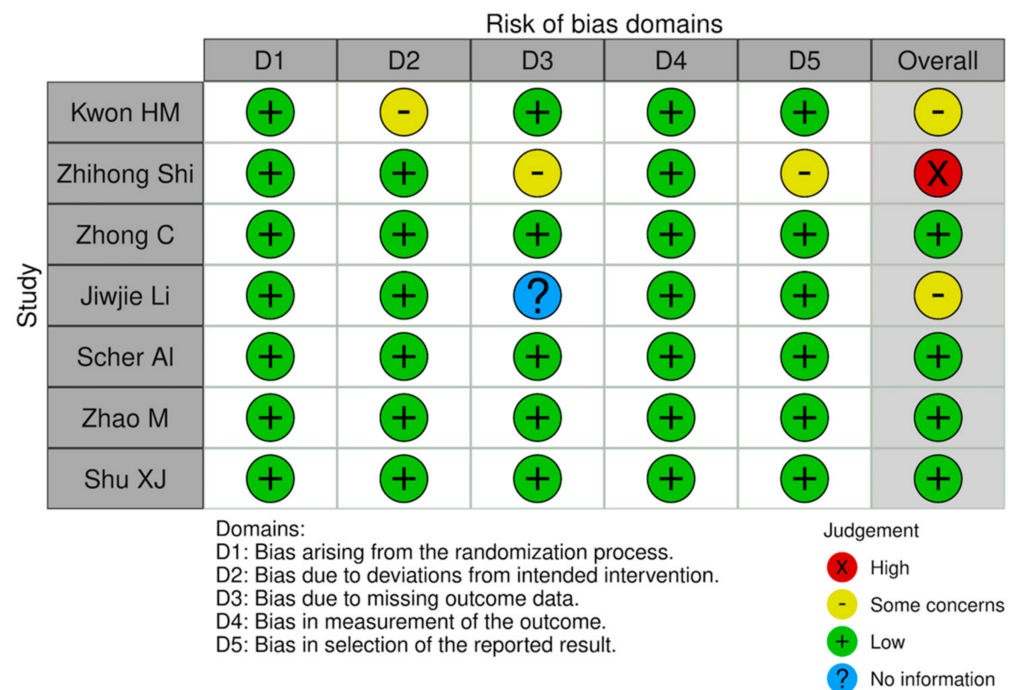 Risk of bias domains
D1 D2 D3 D4 D5 Overall
Study
Kwon HM + - + + + -
Zhihong Shi + + - + - X
Zhong C + + + + + +
Jiwjie Li + + ? + + -
Scher AI + + + + + +
Zhao M + + + + + +
Shu XJ + + + + + +
Domains:
D1: Bias arising from the randomization process.
D2: Bias due to deviations from intended intervention.
D3: Bias due to missing outcome data.
D4: Bias in measurement of the outcome.
D5: Bias in selection of the reported result.
Judgement
X High
- Some concerns
+ Low
? No information